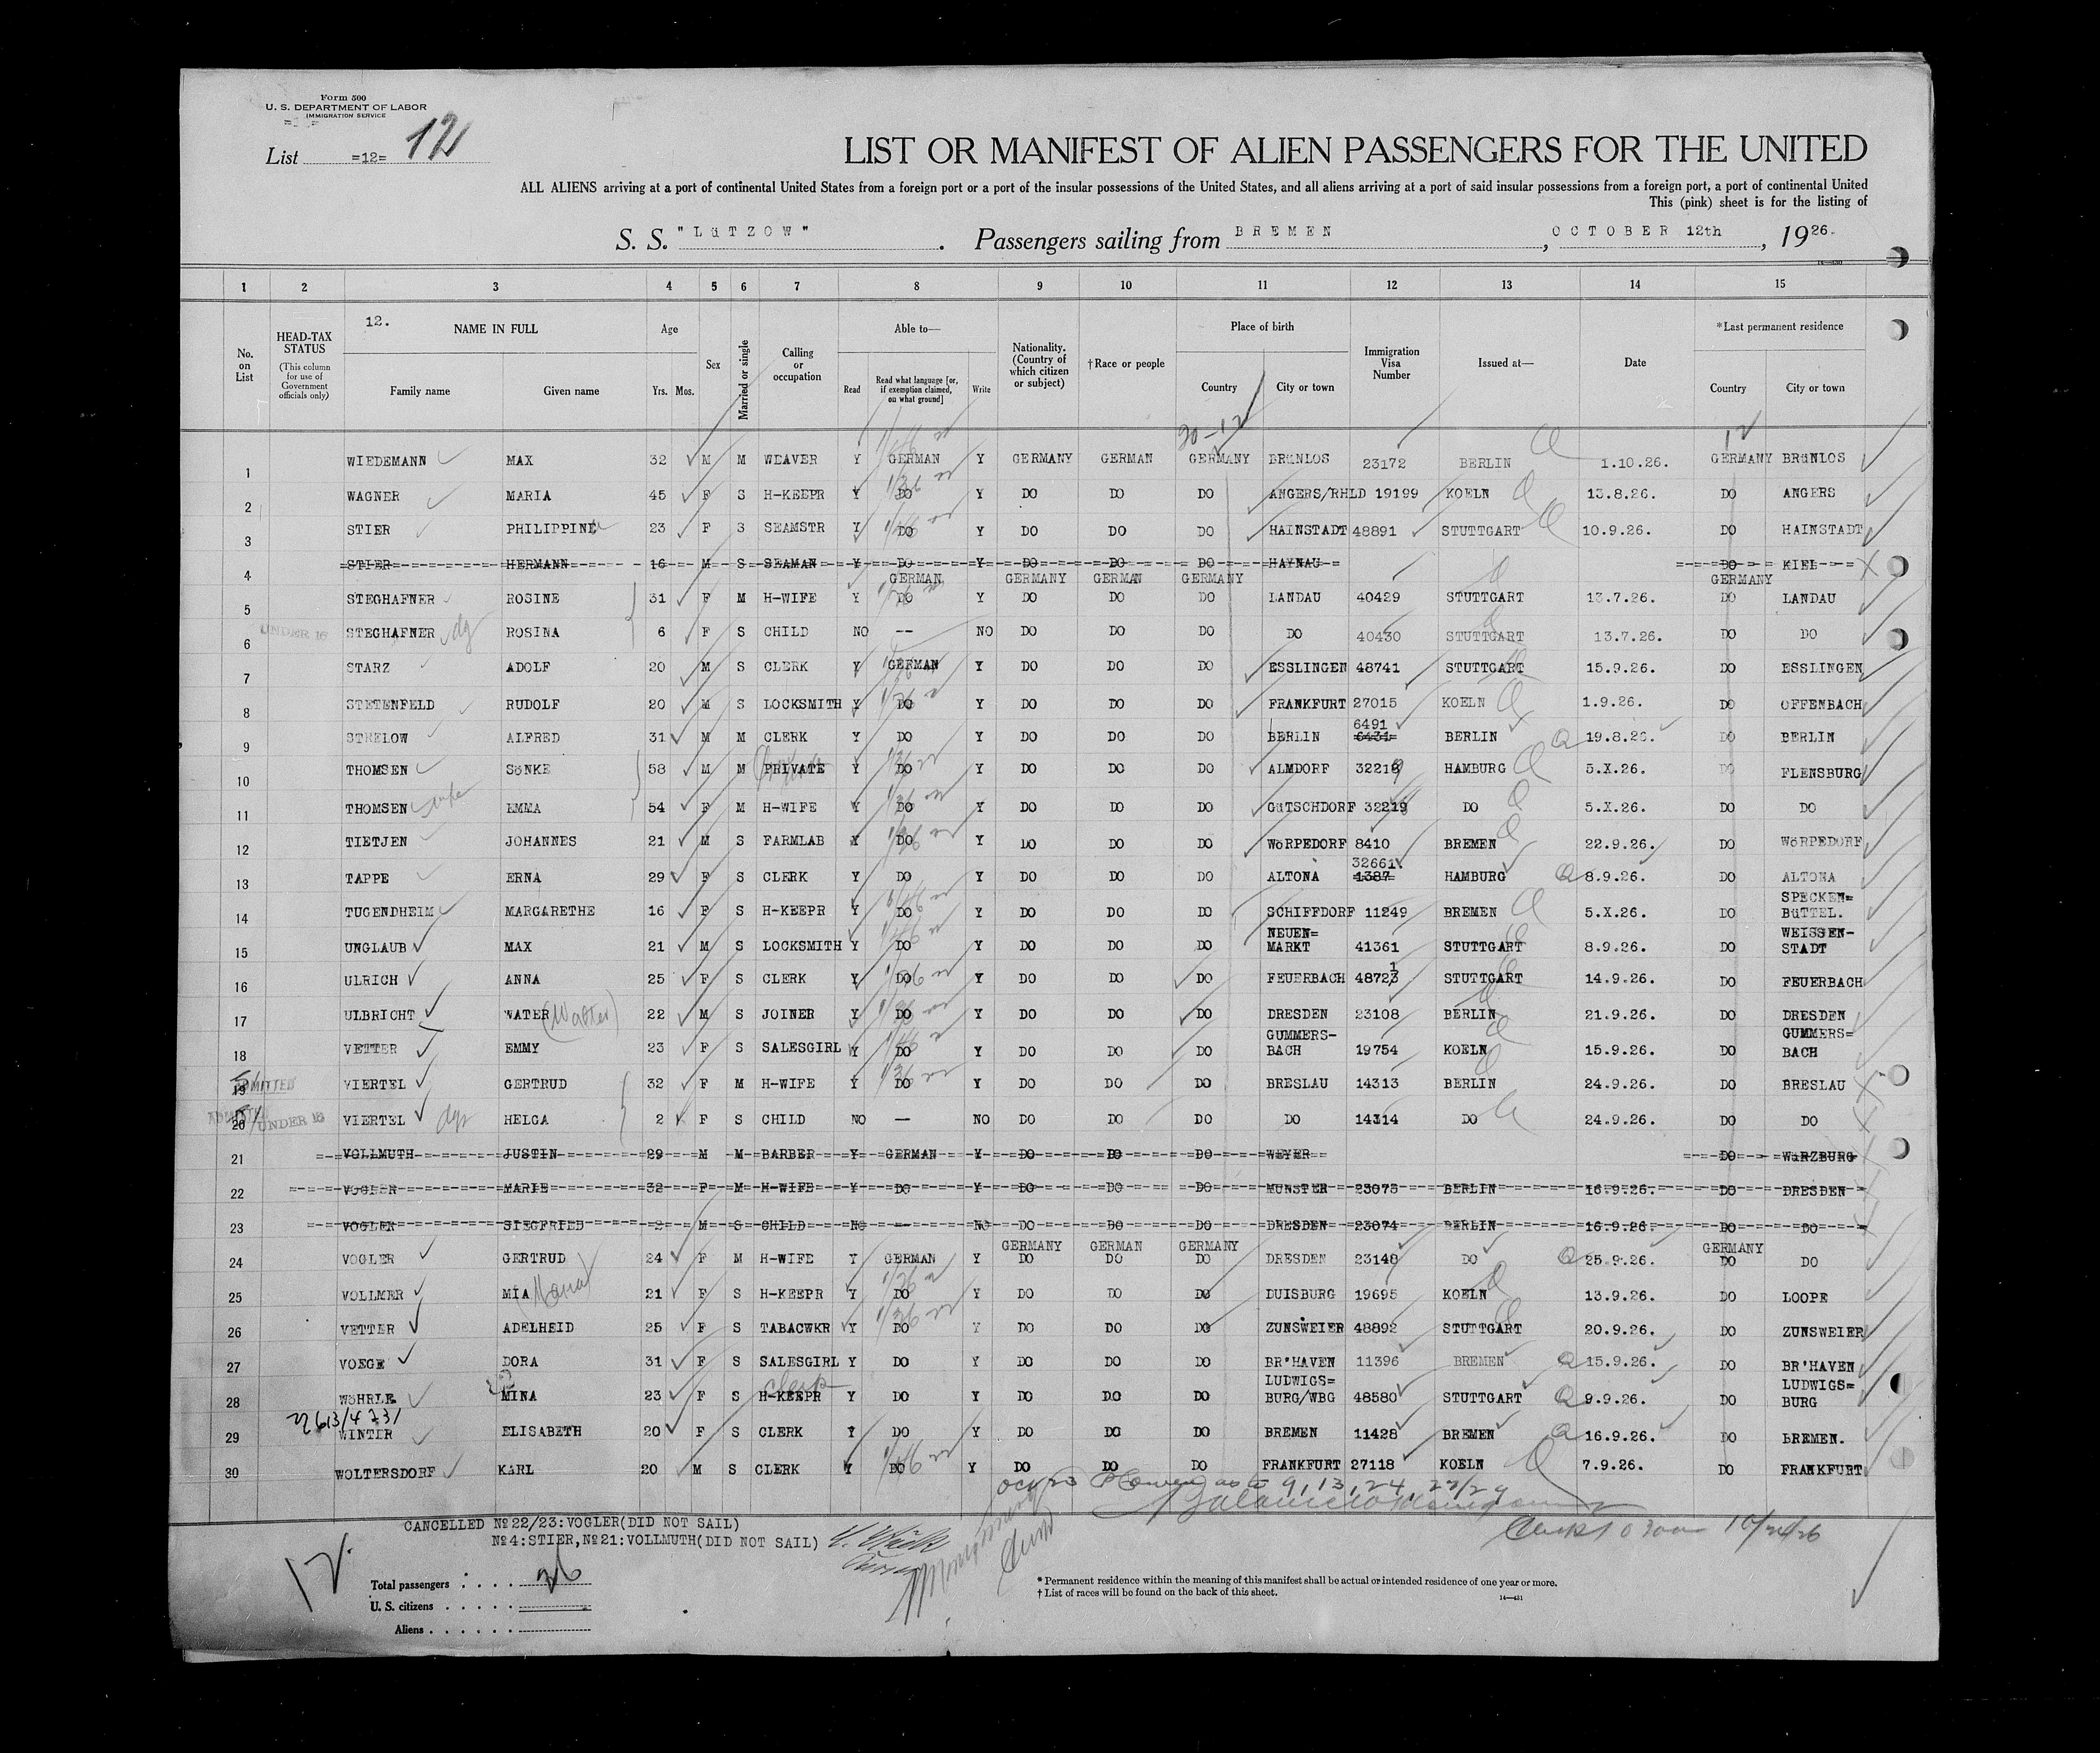 Form 500
U. S. DEPARTMENT OF LABOR
IMMIGRATION SERVICE
List =12= 12
LIST OR MANIFEST OF ALIEN PASSENGERS FOR THE UNITED
ALL ALIENS arriving at a port of continental United States from a foreign port or a port of the insular possessions of the United States, and all aliens arriving at a port of said insular possessions from a foreign port, a port of continental United
This (pink) sheet is for the listing of
S. S. "LüTZOW" . Passengers sailing from BREMEN , OCTOBER 12th , 1926.
1 2 3 4 5 6 7 8 9 10 11 12 13 14 15
No. on List
HEAD-TAX STATUS (This column for use of Government officials only)
12. NAME IN FULL
Family name Given name
Age Yrs. Mos.
Sex
Married or single
Calling or occupation
Able to—
Read Read what language [or, if exemption claimed, on what ground] Write
Nationality. (Country of which citizen or subject)
†Race or people
Place of birth
Country City or town
Immigration Visa Number
Issued at—
Date
*Last permanent residence
Country City or town
20-12 12
1 WIEDEMANN MAX 32 M M WEAVER Y GERMAN Y GERMANY GERMAN GERMANY BRüNLOS 23172 BERLIN 1.10.26. GERMANY BRüNLOS
2 WAGNER MARIA 45 F S H-KEEPR Y DO Y DO DO DO ANGERS/RHLD 19199 KOELN 13.8.26. DO ANGERS
3 STIER PHILIPPINE 23 F S SEAMSTR Y DO Y DO DO DO HAINSTADT 48891 STUTTGART 10.9.26. DO HAINSTADT
4 STIER HERMANN 16 M S SEAMAN Y DO Y DO DO DO HAYNAU DO KIEL
GERMAN GERMANY GERMAN GERMANY GERMANY
5 STEGHAFNER ROSINE 31 F M H-WIFE Y DO Y DO DO DO LANDAU 40429 STUTTGART 13.7.26. DO LANDAU
6 UNDER 16 STEGHAFNER ROSINA 6 F S CHILD NO -- NO DO DO DO DO 40430 STUTTGART 13.7.26. DO DO
7 STARZ ADOLF 20 M S CLERK Y GERMAN Y DO DO DO ESSLINGEN 48741 STUTTGART 15.9.26. DO ESSLINGEN
8 STETENFELD RUDOLF 20 M S LOCKSMITH Y DO Y DO DO DO FRANKFURT 27015 KOELN 1.9.26. DO OFFENBACH
6491
9 STRELOW ALFRED 31 M M CLERK Y DO Y DO DO DO BERLIN 6431 BERLIN 19.8.26. DO BERLIN
10 THOMSEN SöNKE 58 M M PRIVATE Y DO Y DO DO DO ALMDORF 32218 9 HAMBURG 5.X.26. DO FLENSBURG
11 THOMSEN wife EMMA 54 F M H-WIFE Y DO Y DO DO DO GüTSCHDORF 32219 8 DO 5.X.26. DO DO
12 TIETJEN JOHANNES 21 M S FARMLAB Y DO Y DO DO DO WöRPEDORF 8410 BREMEN 22.9.26. DO WöRPEDORF
32661
13 TAPPE ERNA 29 F S CLERK Y DO Y DO DO DO ALTONA 1387 HAMBURG 8.9.26. DO ALTONA
14 TUGENDHEIM MARGARETHE 16 F S H-KEEPR Y DO Y DO DO DO SCHIFFDORF 11249 BREMEN 5.X.26. DO SPECKEN= BüTTEL.
15 UNGLAUB MAX 21 M S LOCKSMITH Y DO Y DO DO DO NEUEN= MARKT 41361 STUTTGART 8.9.26. DO WEISSEN- STADT
16 ULRICH ANNA 25 F S CLERK Y DO Y DO DO DO FEUERBACH 48723 1 STUTTGART 14.9.26. DO FEUERBACH
17 ULBRICHT WATER (Walter) 22 M S JOINER Y DO Y DO DO DO DRESDEN 23108 BERLIN 21.9.26. DO DRESDEN
18 VETTER EMMY 23 F S SALESGIRL Y DO Y DO DO DO GUMMERS- BACH 19754 KOELN 15.9.26. DO GUMMERS= BACH
19 ADMITTED VIERTEL GERTRUD 32 F M H-WIFE Y DO Y DO DO DO BRESLAU 14313 BERLIN 24.9.26. DO BRESLAU
20 ADMITTED UNDER 16 VIERTEL HELGA 2 F S CHILD NO — NO DO DO DO DO 14314 DO 24.9.26. DO DO
21 VOLLMUTH JUSTIN 29 M M BARBER Y GERMAN Y DO DO DO WEYER DO WüRZBURG
22 VOGLER MARIE 32 F M H-WIFE Y DO Y DO DO DO MUNSTER 23073 BERLIN 16.9.26. DO DRESDEN
23 VOGLER SIEGFRIED M S CHILD NO — NO DO DO DO DRESDEN 23074 BERLIN 16.9.26. DO DO
GERMANY GERMAN GERMANY GERMANY
24 VOGLER GERTRUD 24 F M H-WIFE Y GERMAN Y DO DO DO DRESDEN 23148 DO 25.9.26. DO DO
25 VOLLMER MIA (Maria) 21 F S H-KEEPR Y DO Y DO DO DO DUISBURG 19695 KOELN 13.9.26. DO LOOPE
26 VETTER ADELHEID 25 F S TABACWKR Y DO Y DO DO DO ZUNSWEIER 48892 STUTTGART 20.9.26. DO ZUNSWEIER
27 VOEGE DORA 31 F S SALESGIRL Y DO Y DO DO DO BR'HAVEN 11396 BREMEN 15.9.26. DO BR'HAVEN
28 WöHRLE MINA 23 F S H-KEEPR clerk Y DO Y DO DO DO LUDWIGS= BURG/WBG 48580 STUTTGART 9.9.26. DO LUDWIGS= BURG
29 WINTER ELISABETH 20 F S CLERK Y DO Y DO DO DO BREMEN 11428 BREMEN 16.9.26. DO BREMEN.
30 WOLTERSDORF KARL 20 M S CLERK Y DO Y DO DO DO FRANKFURT 27118 KOELN 7.9.26. DO FRANKFURT
Oct 23 as to 9, 13, 24, 27/29
10/24/26
CANCELLED №22/23:VOGLER(DID NOT SAIL)
№4:STIER,№21:VOLLMUTH(DID NOT SAIL)
Total passengers . . . . 26
U. S. citizens . . . . .
Aliens . . . . . .
* Permanent residence within the meaning of this manifest shall be actual or intended residence of one year or more.
† List of races will be found on the back of this sheet.
14—431